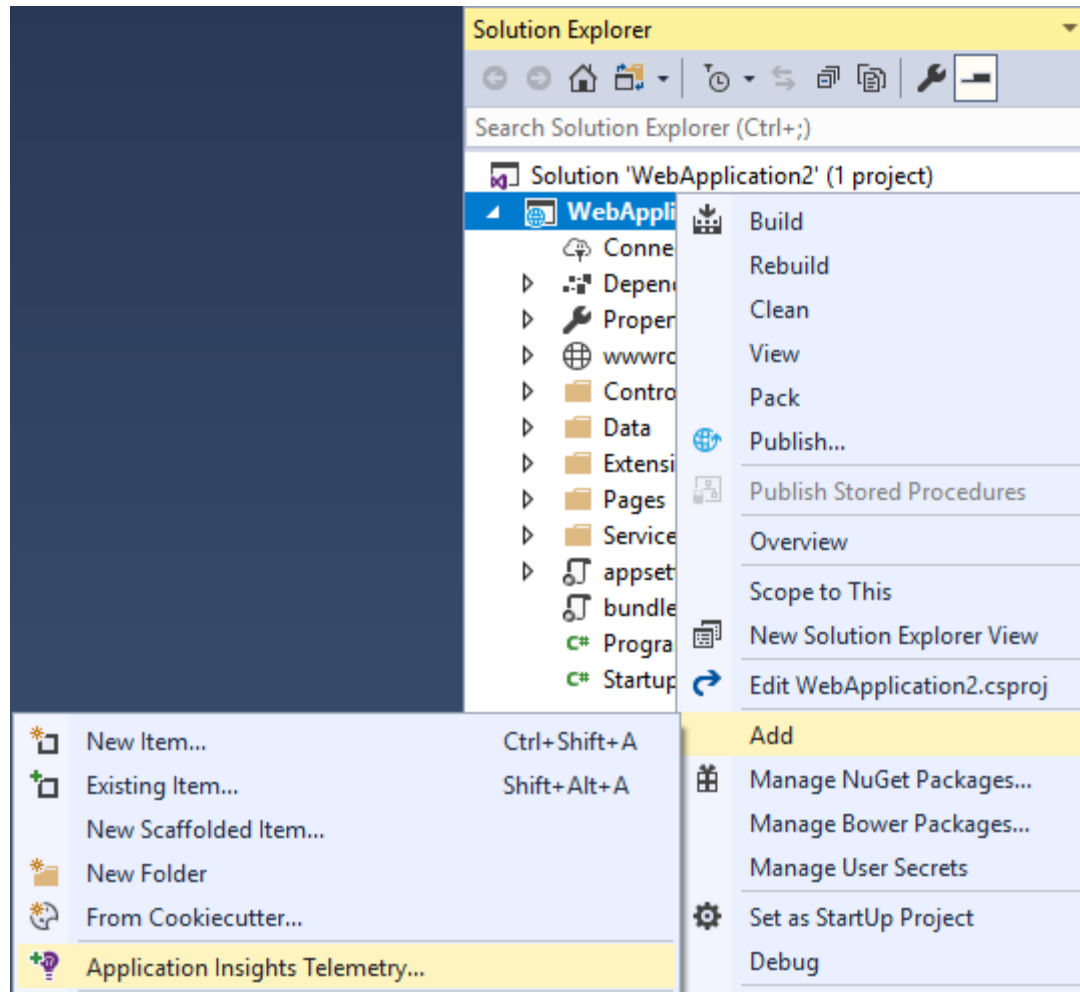 Solution Explorer
Search Solution Explorer (Ctrl+;)
Solution 'WebApplication2' (1 project)
WebAppli
Conne
Depen
Proper
wwwro
Contro
Data
Extensi
Pages
Service
appset
bundle
C# Progra
C# Startup
Build
Rebuild
Clean
View
Pack
Publish...
Publish Stored Procedures
Overview
Scope to This
New Solution Explorer View
Edit WebApplication2.csproj
Add
Manage NuGet Packages...
Manage Bower Packages...
Manage User Secrets
Set as StartUp Project
Debug
New Item... Ctrl+Shift+A
Existing Item... Shift+Alt+A
New Scaffolded Item...
New Folder
From Cookiecutter...
Application Insights Telemetry...